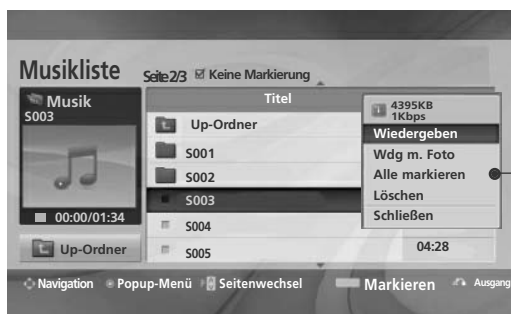 Musikliste
Seite 2/3 Keine Markierung
Musik
S003
00:00/01:34
Up-Ordner
Titel
Up-Ordner
S001
S002
S003
S004
S005
04:28
4395KB
1Kbps
Wiedergeben
Wdg m. Foto
Alle markieren
Löschen
Schließen
Navigation Popup-Menü Seitenwechsel Markieren Ausgang